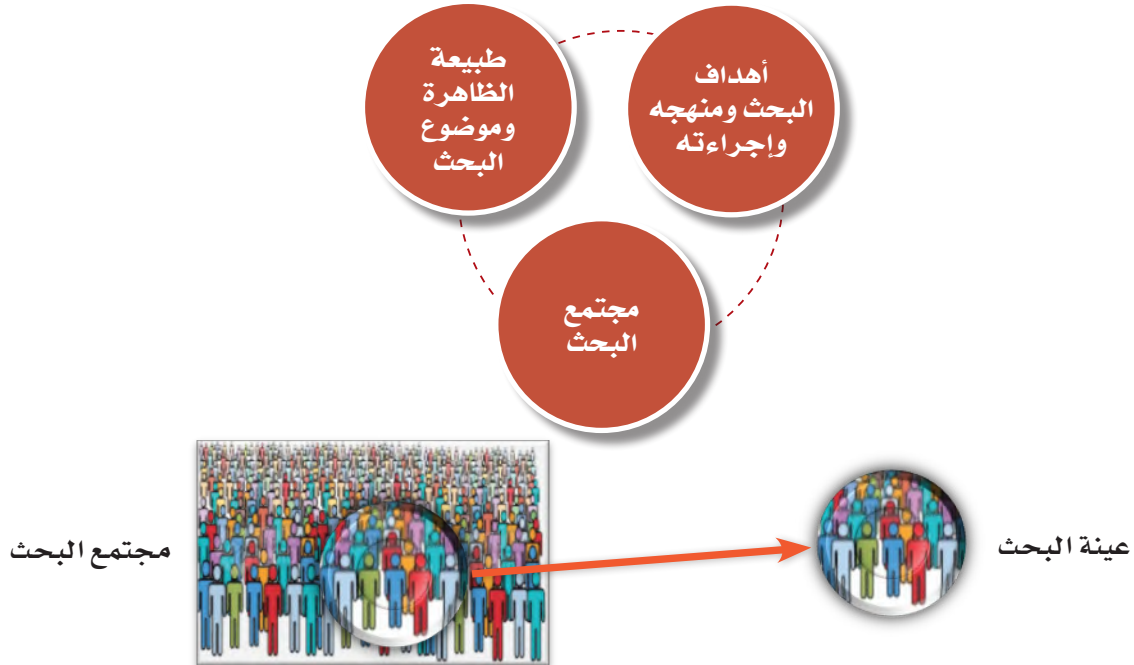 أهداف
البحث ومنهجه
وإجراءته
طبيعة
الظاهرة
وموضوع
البحث
مجتمع
البحث
مجتمع البحث
عينة البحث